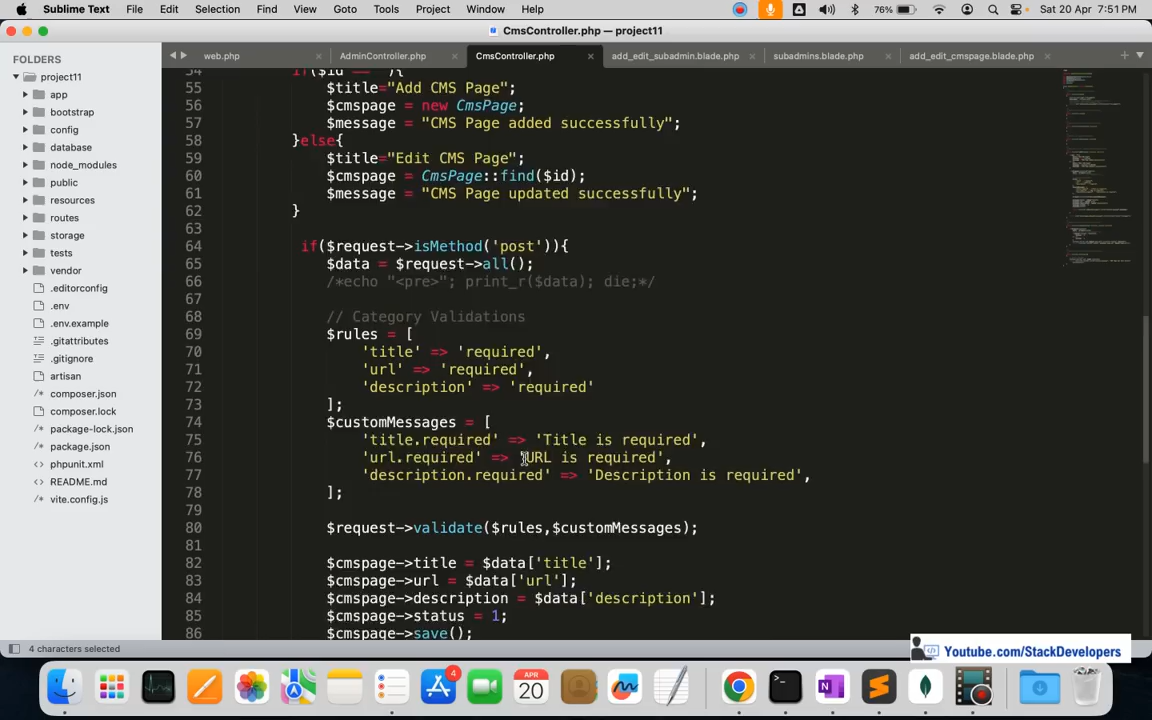 Sublime Text File Edit Selection Find View Goto Tools Project Window Help 76% Sat 20 Apr 7:51 PM
CmsController.php — project11
FOLDERS
project11
app
bootstrap
config
database
node_modules
public
resources
routes
storage
tests
vendor
.editorconfig
.env
.env.example
.gitattributes
.gitignore
artisan
composer.json
composer.lock
package-lock.json
package.json
phpunit.xml
README.md
vite.config.js
web.php AdminController.php CmsController.php add_edit_subadmin.blade.php subadmins.blade.php add_edit_cmspage.blade.php
55 $title="Add CMS Page";
56 $cmspage = new CmsPage;
57 $message = "CMS Page added successfully";
58 }else{
59 $title="Edit CMS Page";
60 $cmspage = CmsPage::find($id);
61 $message = "CMS Page updated successfully";
62 }
63
64 if($request->isMethod('post')){
65 $data = $request->all();
66 /*echo "<pre>"; print_r($data); die;*/
67
68 // Category Validations
69 $rules = [
70 'title' => 'required',
71 'url' => 'required',
72 'description' => 'required'
73 ];
74 $customMessages = [
75 'title.required' => 'Title is required',
76 'url.required' => 'URL is required',
77 'description.required' => 'Description is required',
78 ];
79
80 $request->validate($rules,$customMessages);
81
82 $cmspage->title = $data['title'];
83 $cmspage->url = $data['url'];
84 $cmspage->description = $data['description'];
85 $cmspage->status = 1;
86 $cmspage->save();
4 characters selected
Youtube.com/StackDevelopers
4
APR
20